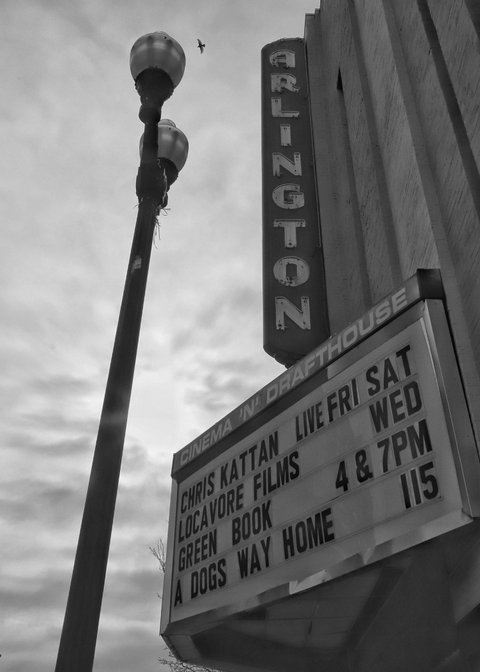 ARLINGTON
CINEMA 'N' DRAFTHOUSE
CHRIS KATTAN LIVE FRI SAT
LOCAVORE FILMS WED
GREEN BOOK 4 & 7PM
A DOGS WAY HOME 115